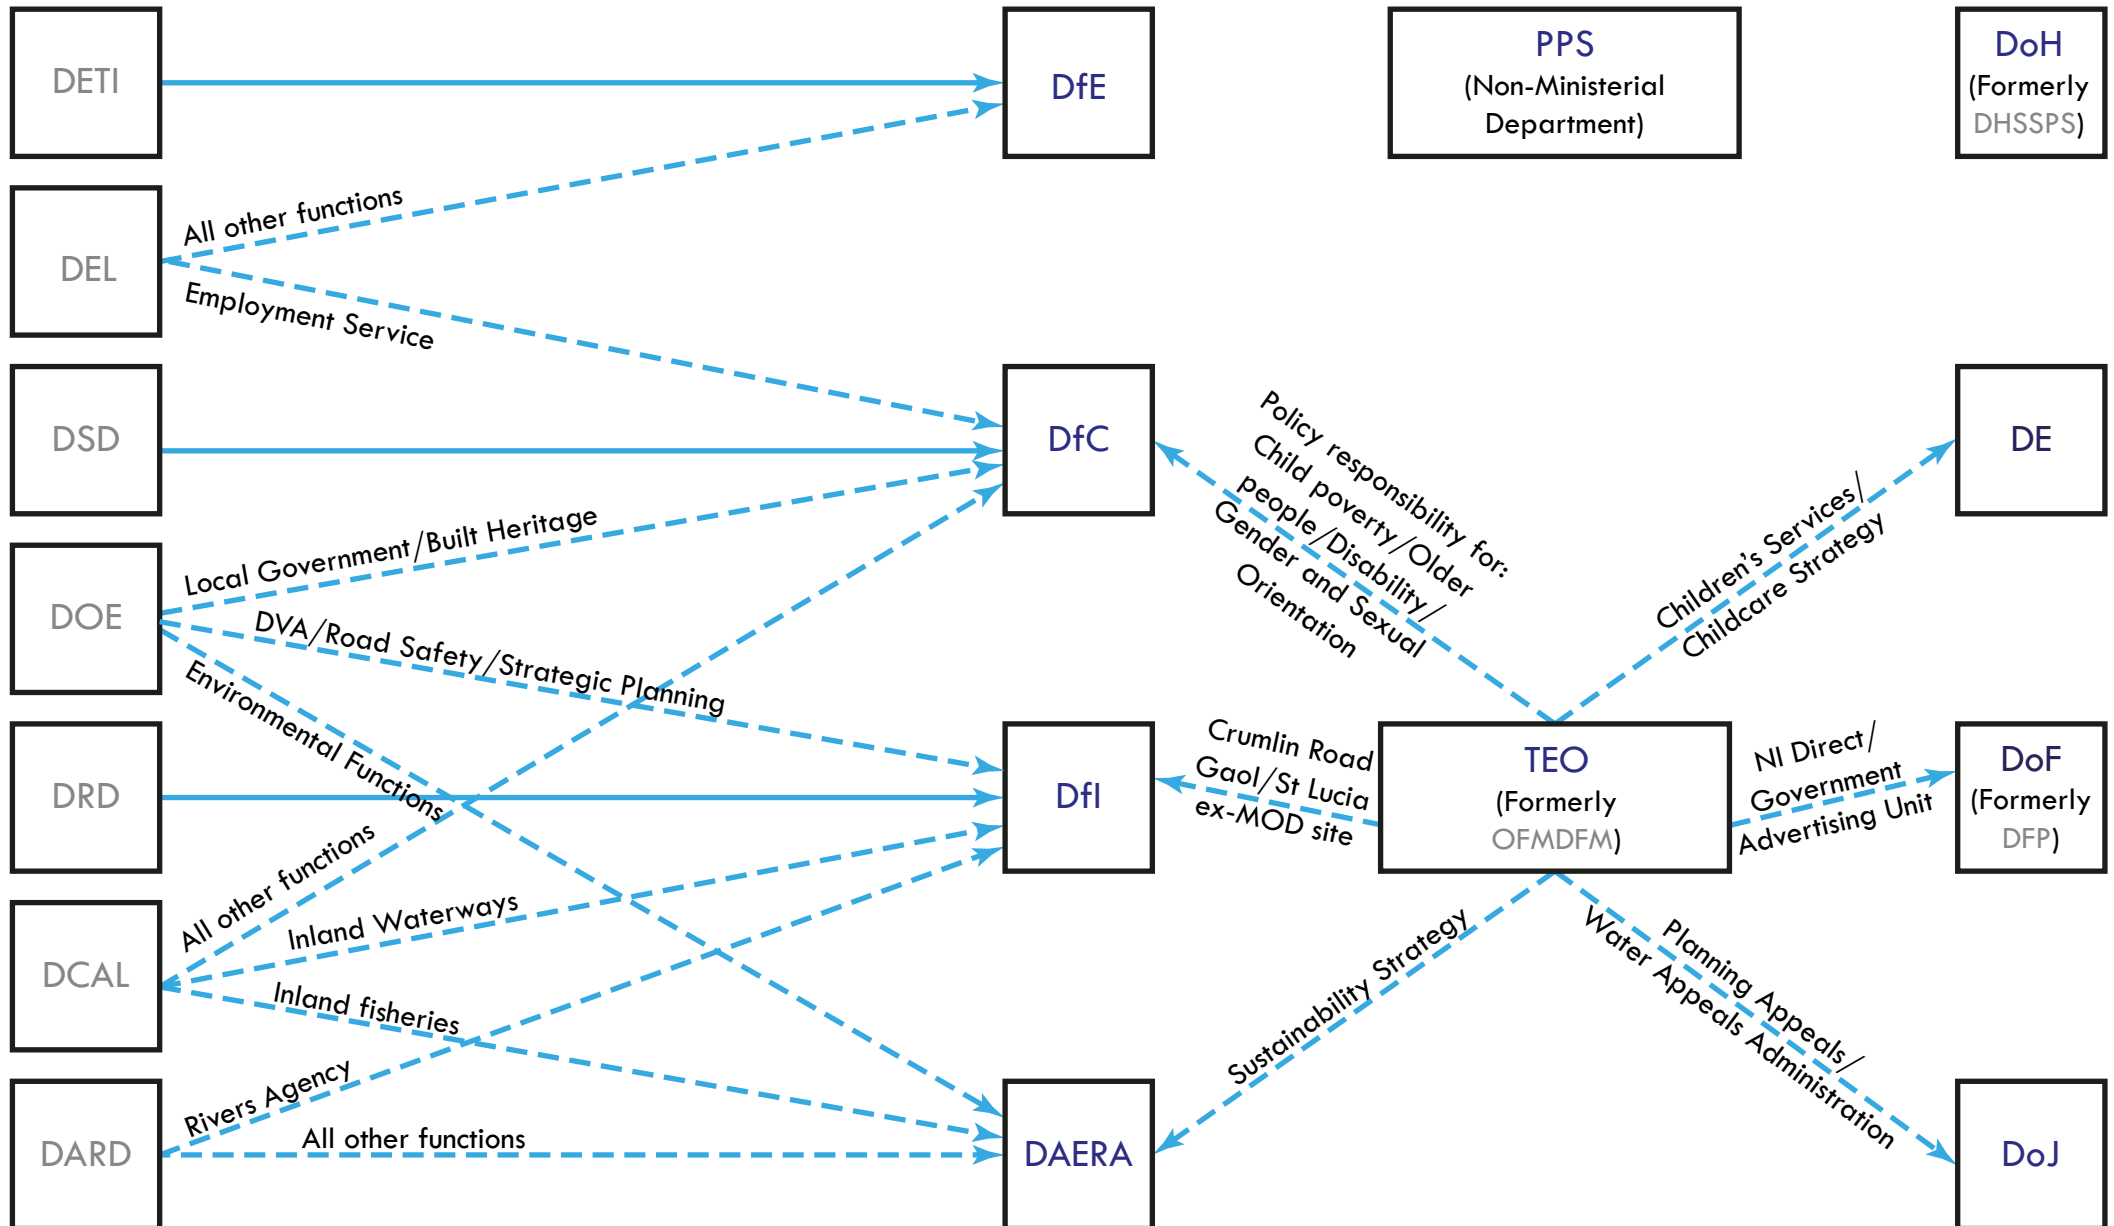 DETI
DfE
PPS
(Non-Ministerial
Department)
DoH
(Formerly
DHSSPS)
All other functions
DEL
Employment Service
DSD
DfC
Policy responsibility for:
Child poverty/Older
people/Disability/
Gender and Sexual
Orientation
Children's Services/
Childcare Strategy
DE
Local Government/Built Heritage
DOE
DVA/Road Safety/Strategic Planning
Environmental Functions
DRD
DfI
Crumlin Road
Gaol/St Lucia
ex-MOD site
TEO
(Formerly
OFMDFM)
NI Direct/
Government
Advertising Unit
DoF
(Formerly
DFP)
All other functions
Inland Waterways
DCAL
Inland fisheries
Sustainability Strategy
Planning Appeals/
Water Appeals Administration
Rivers Agency
All other functions
DARD
DAERA
DoJ